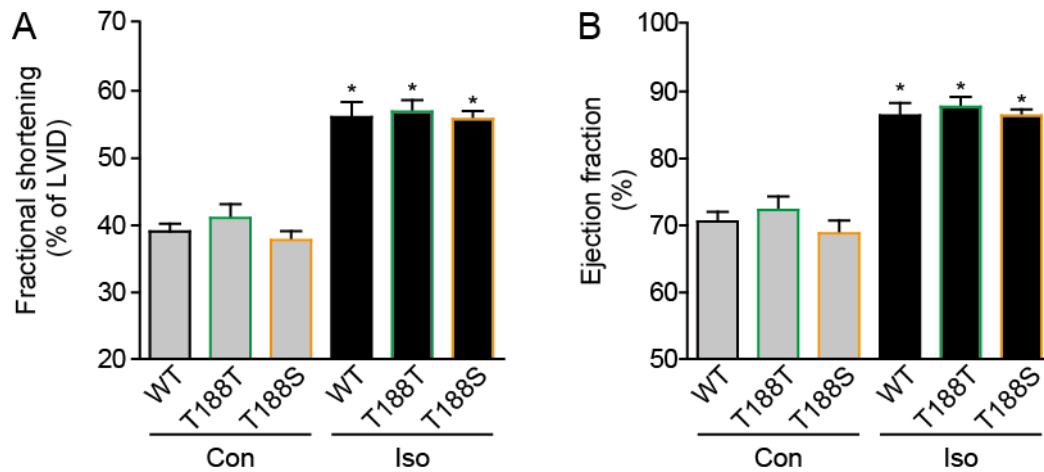 A
Fractional shortening
(% of LVID)
70
60
50
40
30
20
* * *
WT T188T T188S WT T188T T188S
Con Iso
B
Ejection fraction
(%)
100
90
80
70
60
50
* * *
WT T188T T188S WT T188T T188S
Con Iso